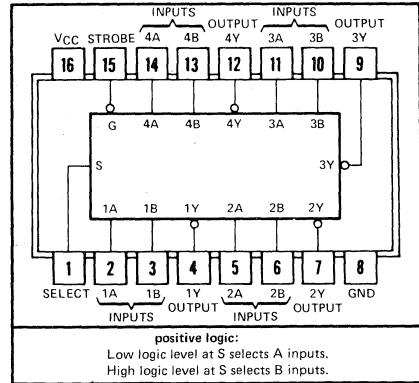 INPUTS INPUTS
VCC STROBE 4A 4B OUTPUT 4Y 3A 3B OUTPUT 3Y
16 15 14 13 12 11 10 9
G 4A 4B 4Y 3A 3B
S 3Y
1A 1B 1Y 2A 2B 2Y
1 2 3 4 5 6 7 8
SELECT 1A 1B OUTPUT 1Y 2A 2B OUTPUT 2Y GND
INPUTS INPUTS
positive logic:
Low logic level at S selects A inputs.
High logic level at S selects B inputs.